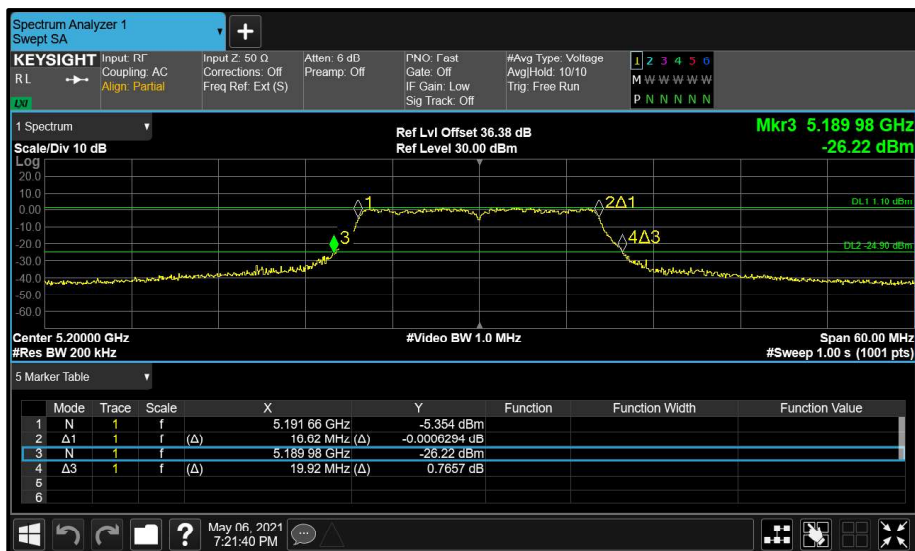 Spectrum Analyzer 1
Swept SA
KEYSIGHT
RL
LXI
Input: RF
Coupling: AC
Align: Partial
Input Z: 50 Ω
Corrections: Off
Freq Ref: Ext (S)
Atten: 6 dB
Preamp: Off
PNO: Fast
Gate: Off
IF Gain: Low
Sig Track: Off
#Avg Type: Voltage
Avg|Hold: 10/10
Trig: Free Run
1 2 3 4 5 6
M W W W W W
P N N N N N
1 Spectrum
Scale/Div 10 dB
Ref Lvl Offset 36.38 dB
Ref Level 30.00 dBm
Mkr3 5.189 98 GHz
-26.22 dBm
Log
20.0
10.0
0.00
-10.0
-20.0
-30.0
-40.0
-50.0
-60.0
1
2Δ1
3
4Δ3
DL1 1.10 dBm
DL2 -24.90 dBm
Center 5.20000 GHz
#Video BW 1.0 MHz
Span 60.00 MHz
#Res BW 200 kHz
#Sweep 1.00 s (1001 pts)
5 Marker Table
Mode Trace Scale X Y Function Function Width Function Value
1 N 1 f 5.191 66 GHz -5.354 dBm
2 Δ1 1 f (Δ) 16.62 MHz (Δ) -0.0006294 dB
3 N 1 f 5.189 98 GHz -26.22 dBm
4 Δ3 1 f (Δ) 19.92 MHz (Δ) 0.7657 dB
5
6
?
May 06, 2021
7:21:40 PM